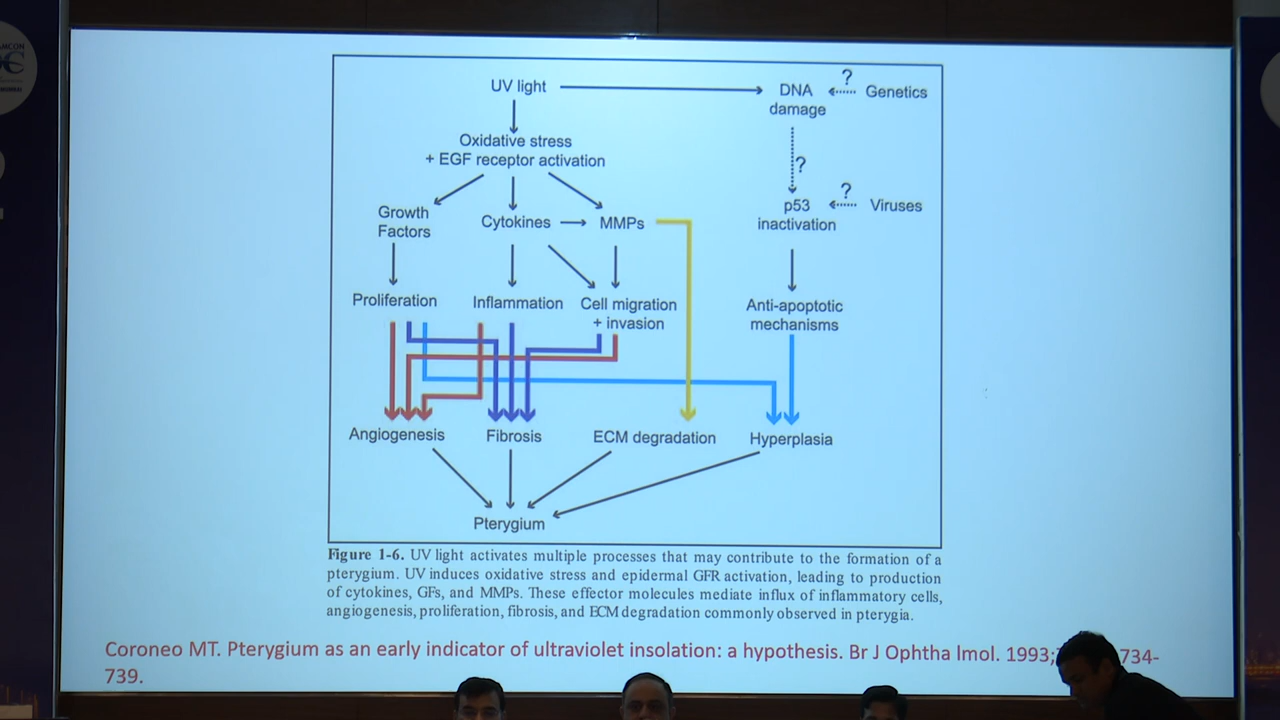 AMCON
UV light
DNA
damage
?
Genetics
Oxidative stress
+ EGF receptor activation
?
Growth
Factors
Cytokines
MMPs
p53
inactivation
?
Viruses
Proliferation
Inflammation
Cell migration
+ invasion
Anti-apoptotic
mechanisms
Angiogenesis
Fibrosis
ECM degradation
Hyperplasia
Pterygium
Figure 1-6. UV light activates multiple processes that may contribute to the formation of a
pterygium. UV induces oxidative stress and epidermal GFR activation, leading to production
of cytokines, GFs, and MMPs. These effector molecules mediate influx of inflammatory cells,
angiogenesis, proliferation, fibrosis, and ECM degradation commonly observed in pterygia.
Coroneo MT. Pterygium as an early indicator of ultraviolet insolation: a hypothesis. Br J Ophtha lmol. 1993; 734-
739.